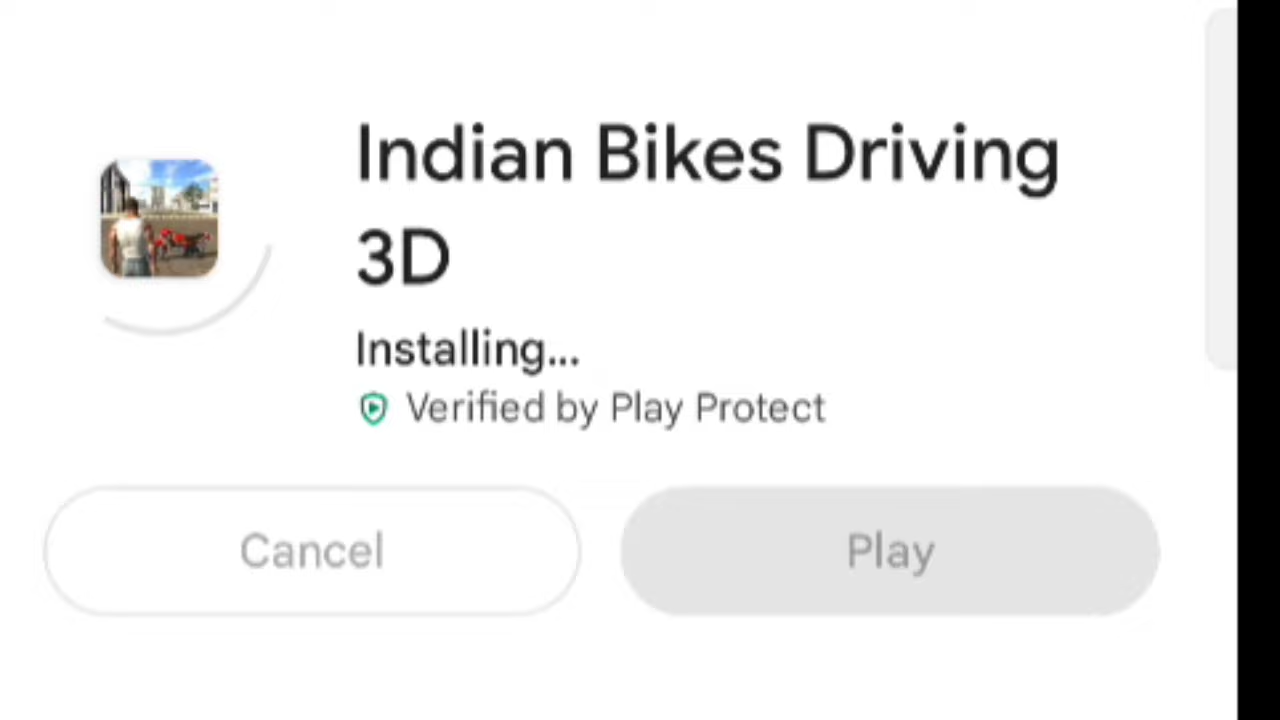 Indian Bikes Driving
3D
Installing...
Verified by Play Protect
Cancel
Play